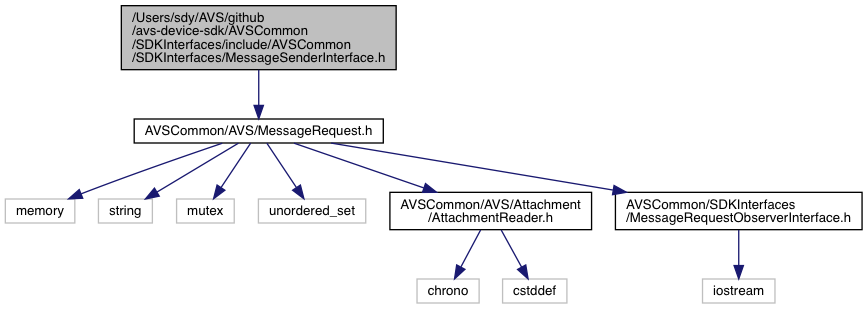 /Users/sdy/AVS/github
/avs-device-sdk/AVSCommon
/SDKInterfaces/include/AVSCommon
/SDKInterfaces/MessageSenderInterface.h
AVSCommon/AVS/MessageRequest.h
memory
string
mutex
unordered_set
AVSCommon/AVS/Attachment
/AttachmentReader.h
AVSCommon/SDKInterfaces
/MessageRequestObserverInterface.h
chrono
cstddef
iostream